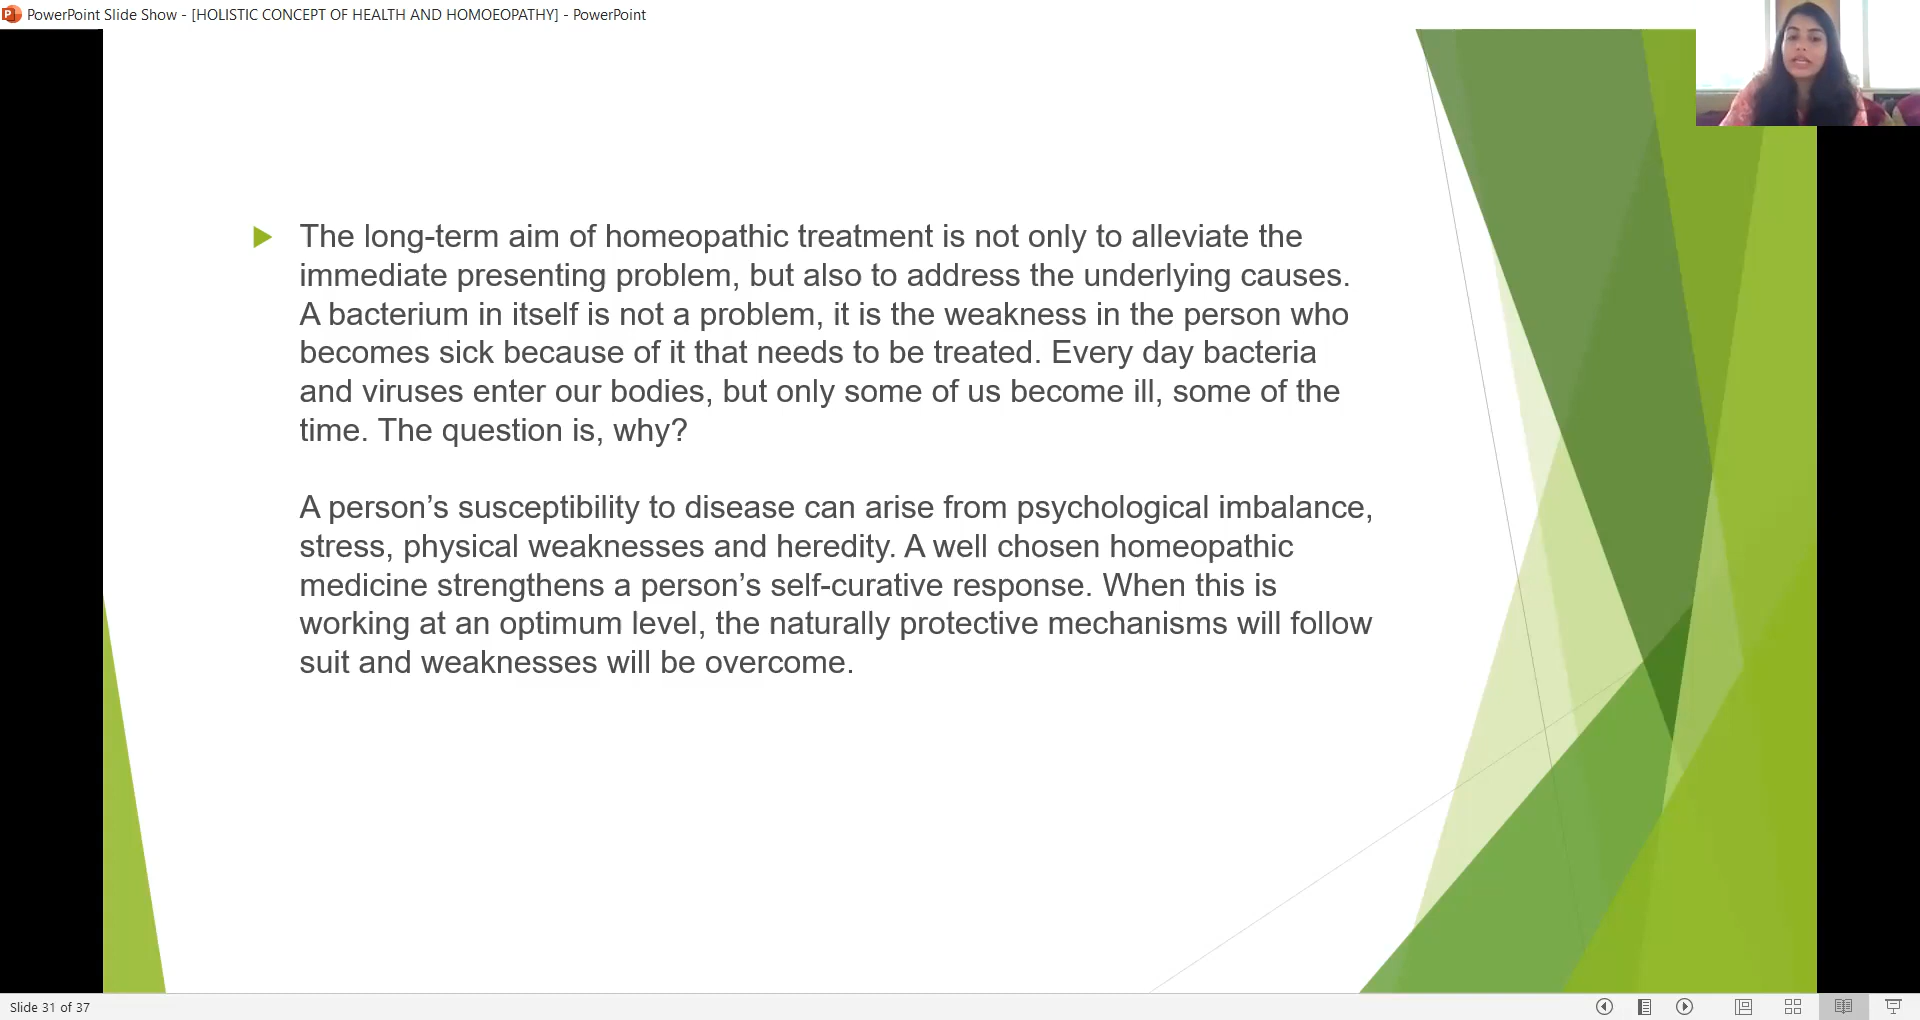 PowerPoint Slide Show - [HOLISTIC CONCEPT OF HEALTH AND HOMOEOPATHY] - PowerPoint
The long-term aim of homeopathic treatment is not only to alleviate the
immediate presenting problem, but also to address the underlying causes.
A bacterium in itself is not a problem, it is the weakness in the person who
becomes sick because of it that needs to be treated. Every day bacteria
and viruses enter our bodies, but only some of us become ill, some of the
time. The question is, why?
A person’s susceptibility to disease can arise from psychological imbalance,
stress, physical weaknesses and heredity. A well chosen homeopathic
medicine strengthens a person’s self-curative response. When this is
working at an optimum level, the naturally protective mechanisms will follow
suit and weaknesses will be overcome.
Slide 31 of 37